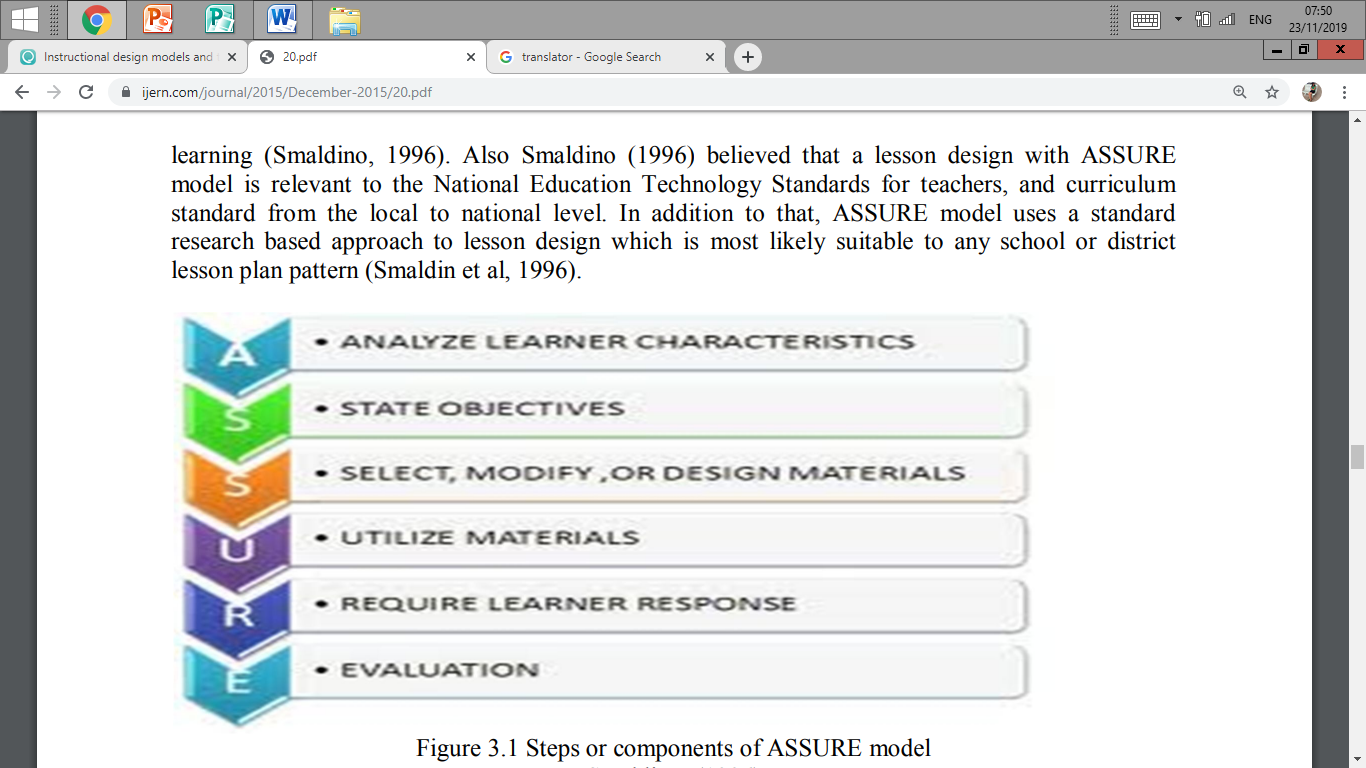 07:50
ENG
23/11/2019
Instructional design models and
20.pdf
translator - Google Search
ijern.com/journal/2015/December-2015/20.pdf
learning (Smaldino, 1996). Also Smaldino (1996) believed that a lesson design with ASSURE
model is relevant to the National Education Technology Standards for teachers, and curriculum
standard from the local to national level. In addition to that, ASSURE model uses a standard
research based approach to lesson design which is most likely suitable to any school or district
lesson plan pattern (Smaldin et al, 1996).
A • ANALYZE LEARNER CHARACTERISTICS
S • STATE OBJECTIVES
S • SELECT, MODIFY ,OR DESIGN MATERIALS
U • UTILIZE MATERIALS
R • REQUIRE LEARNER RESPONSE
E • EVALUATION
Figure 3.1 Steps or components of ASSURE model